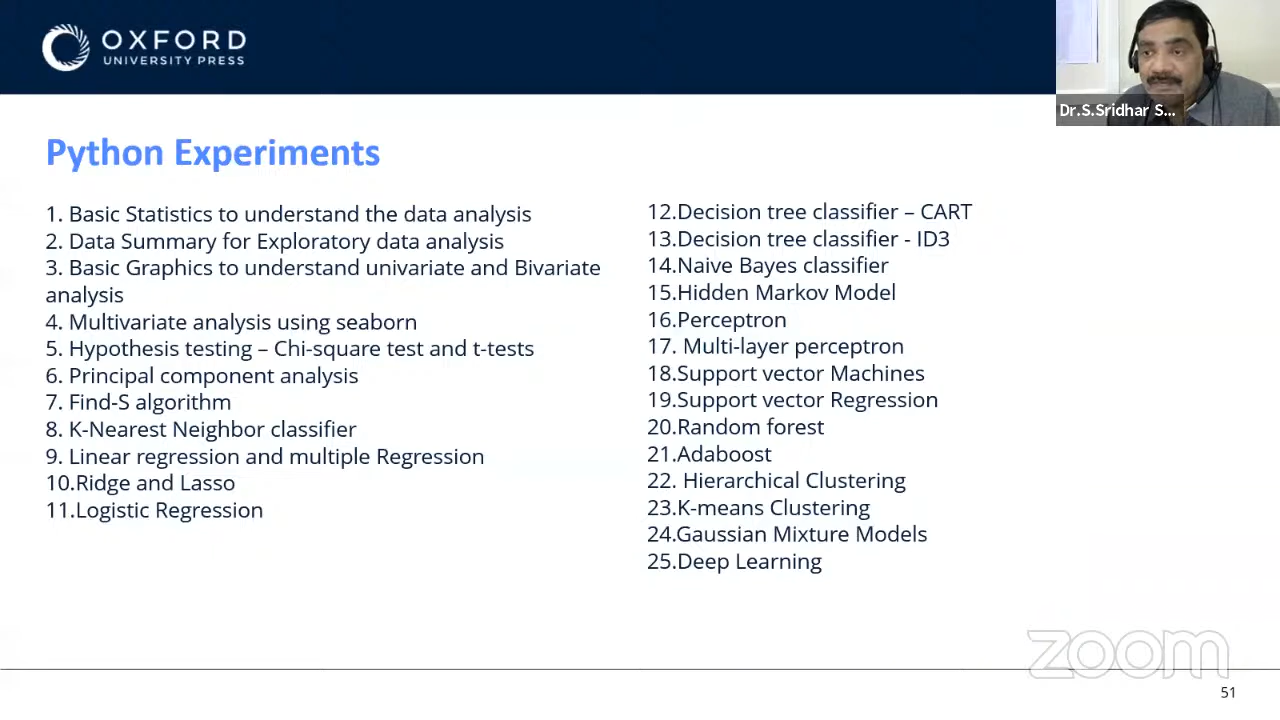 OXFORD
UNIVERSITY PRESS
Dr.S.Sridhar S...
Python Experiments
1. Basic Statistics to understand the data analysis
2. Data Summary for Exploratory data analysis
3. Basic Graphics to understand univariate and Bivariate
analysis
4. Multivariate analysis using seaborn
5. Hypothesis testing – Chi-square test and t-tests
6. Principal component analysis
7. Find-S algorithm
8. K-Nearest Neighbor classifier
9. Linear regression and multiple Regression
10.Ridge and Lasso
11.Logistic Regression
12.Decision tree classifier – CART
13.Decision tree classifier - ID3
14.Naive Bayes classifier
15.Hidden Markov Model
16.Perceptron
17. Multi-layer perceptron
18.Support vector Machines
19.Support vector Regression
20.Random forest
21.Adaboost
22. Hierarchical Clustering
23.K-means Clustering
24.Gaussian Mixture Models
25.Deep Learning
zoom
51